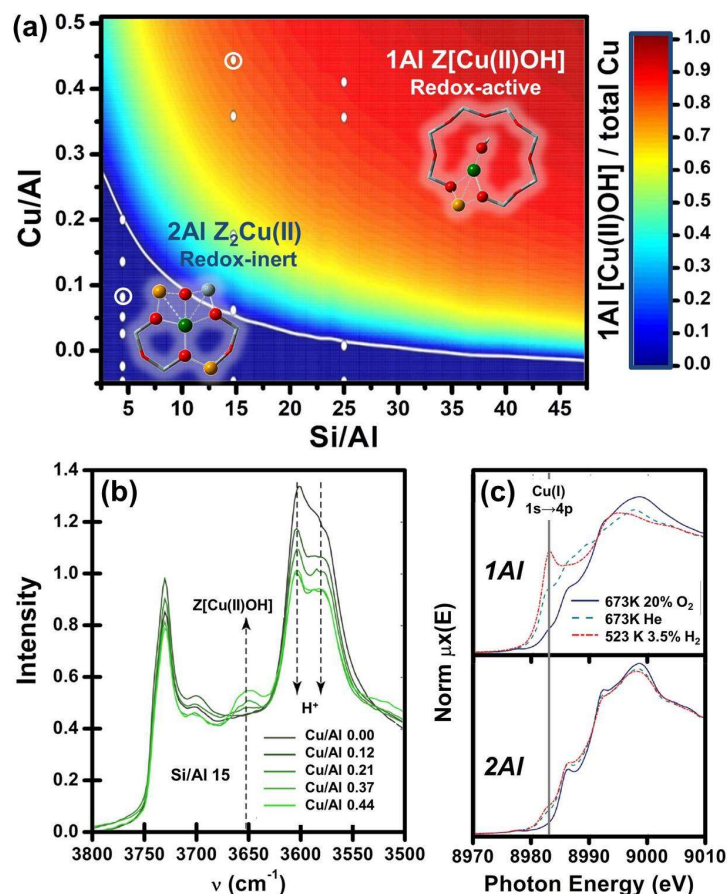 (a)
1Al Z[Cu(II)OH]
Redox-active
2Al Z₂Cu(II)
Redox-inert
Cu/Al
0.5
0.4
0.3
0.2
0.1
0.0
5 10 15 20 25 30 35 40 45
Si/Al
1.0
0.9
0.8
0.7
0.6
0.5
0.4
0.3
0.2
0.1
0.0
1Al [Cu(II)OH] / total Cu
(b)
Intensity
1.4
1.2
1.0
0.8
0.6
0.4
0.2
0.0
Z[Cu(II)OH]
H⁺
Si/Al 15
Cu/Al 0.00
Cu/Al 0.12
Cu/Al 0.21
Cu/Al 0.37
Cu/Al 0.44
3800 3750 3700 3650 3600 3550 3500
ν (cm⁻¹)
(c)
Cu(I)
1s→4p
1Al
673K 20% O₂
673K He
523 K 3.5% H₂
2Al
Norm μx(E)
8970 8980 8990 9000 9010
Photon Energy (eV)